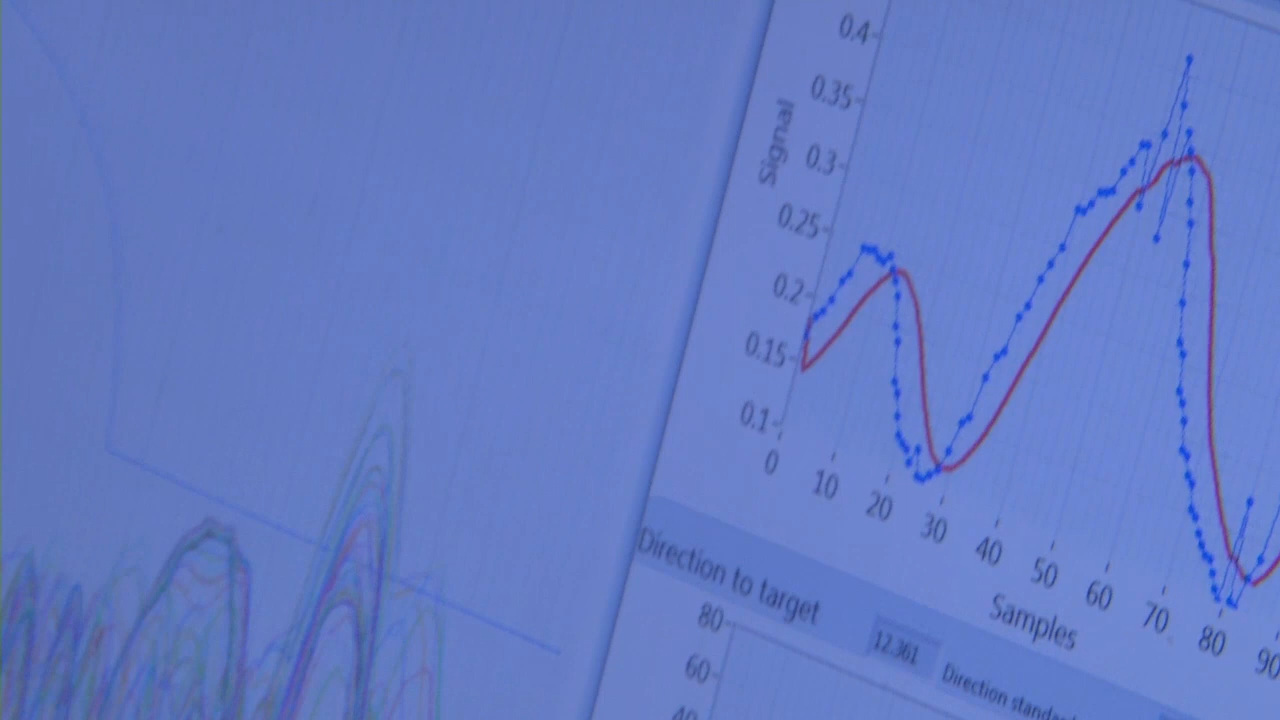 0.4
0.35
Signal
0.3
0.25
0.2
0.15
0.1
0 10 20 30 40 50 60 70 80 90
Samples
Direction to target
12.361
Direction
80
60
40